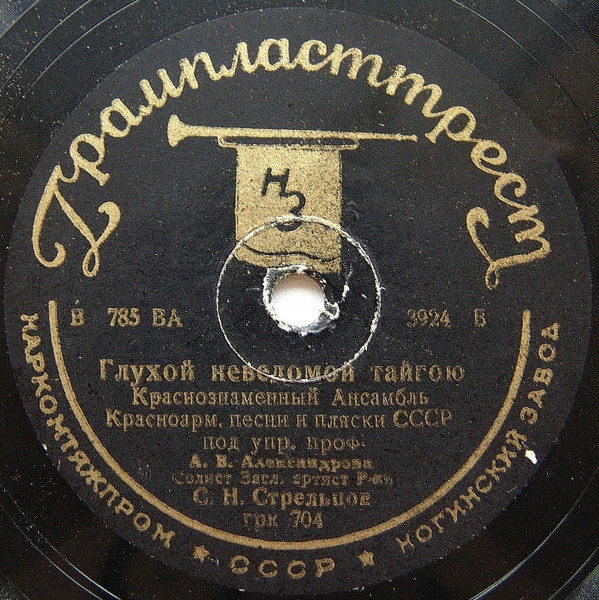 Грампласттрест
НЗ
В 785 ВА 3924 Б
Глухой неведомой тайгою
Краснознаменный Ансамбль
Красноарм. песни и пляски СССР
под упр. проф.
А. В. Александрова
Солист Засл. артист Р-ки
С. Н. Стрельцов
грк 704
НАРКОМТЯЖПРОМ ★ СССР ★ НОГИНСКИЙ ЗАВОД